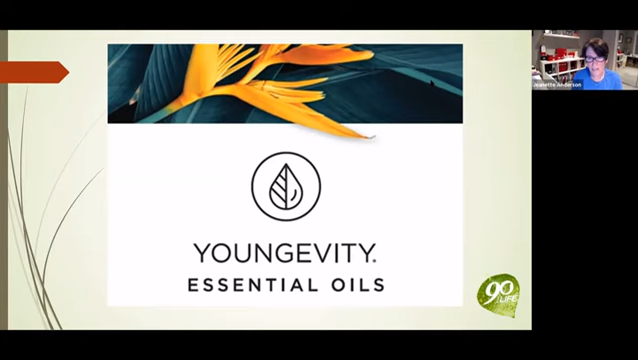 YOUNGEVITY®
ESSENTIAL OILS
90
LIFE
Jeanette Anderson